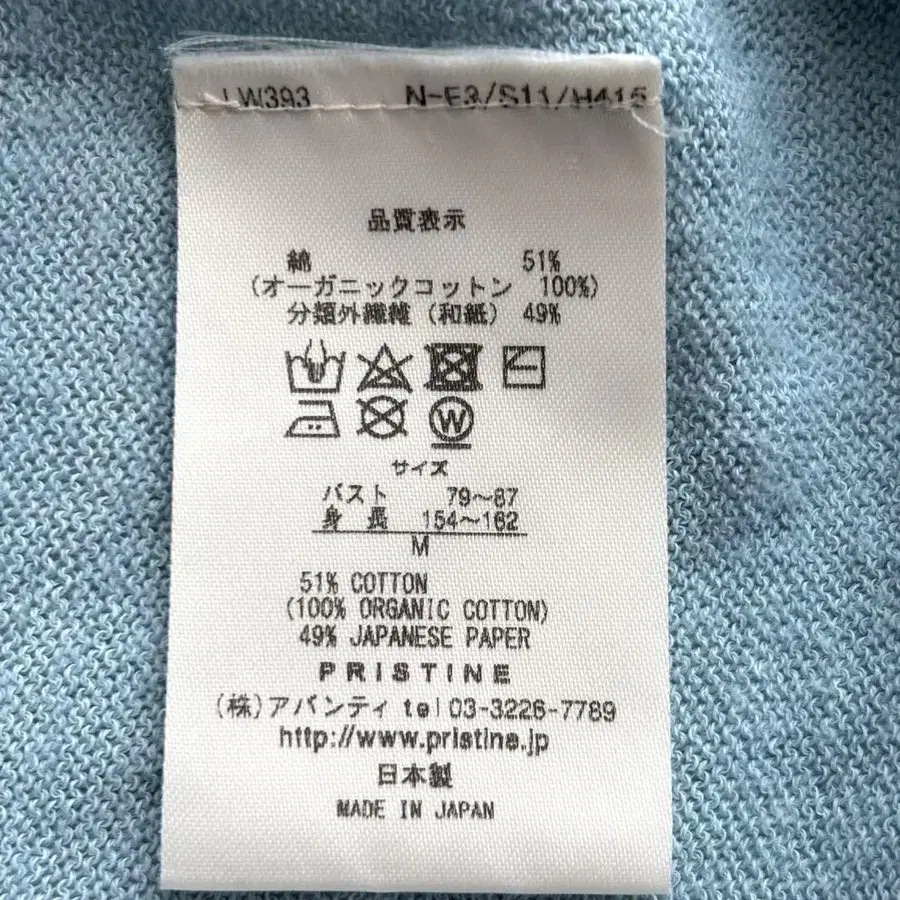 LW393 N-E3/S11/H415
品質表示
綿 51%
(オーガニックコットン 100%)
分類外繊維 (和紙) 49%
W
サイズ
バスト 79〜87
身 長 154〜162
M
51% COTTON
(100% ORGANIC COTTON)
49% JAPANESE PAPER
PRISTINE
(株)アバンティ tel 03-3226-7789
http://www.pristine.jp
日本製
MADE IN JAPAN